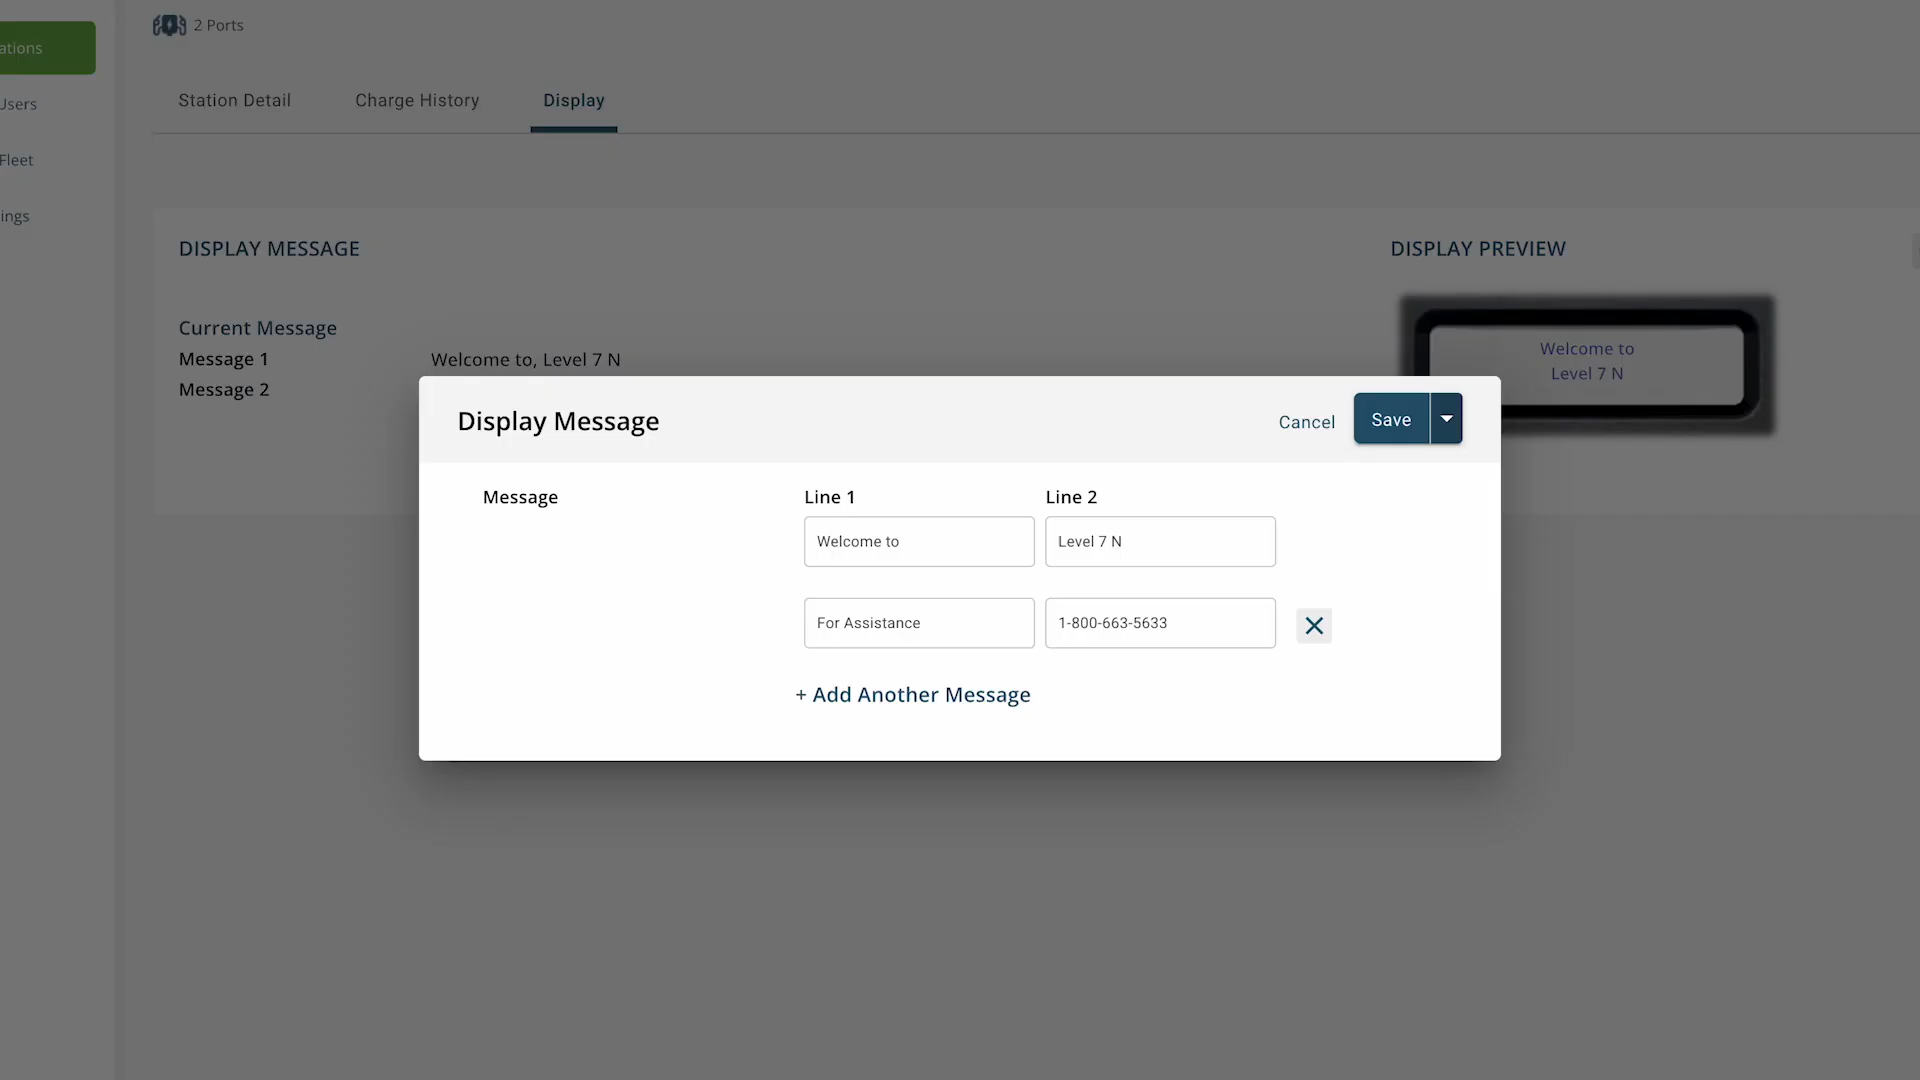 2 Ports
ations
Users
Fleet
ings
Station Detail
Charge History
Display
DISPLAY MESSAGE
DISPLAY PREVIEW
Current Message
Message 1
Welcome to, Level 7 N
Message 2
Welcome to
Level 7 N
Display Message
Cancel
Save
Message
Line 1
Line 2
Welcome to
Level 7 N
For Assistance
1-800-663-5633
+ Add Another Message